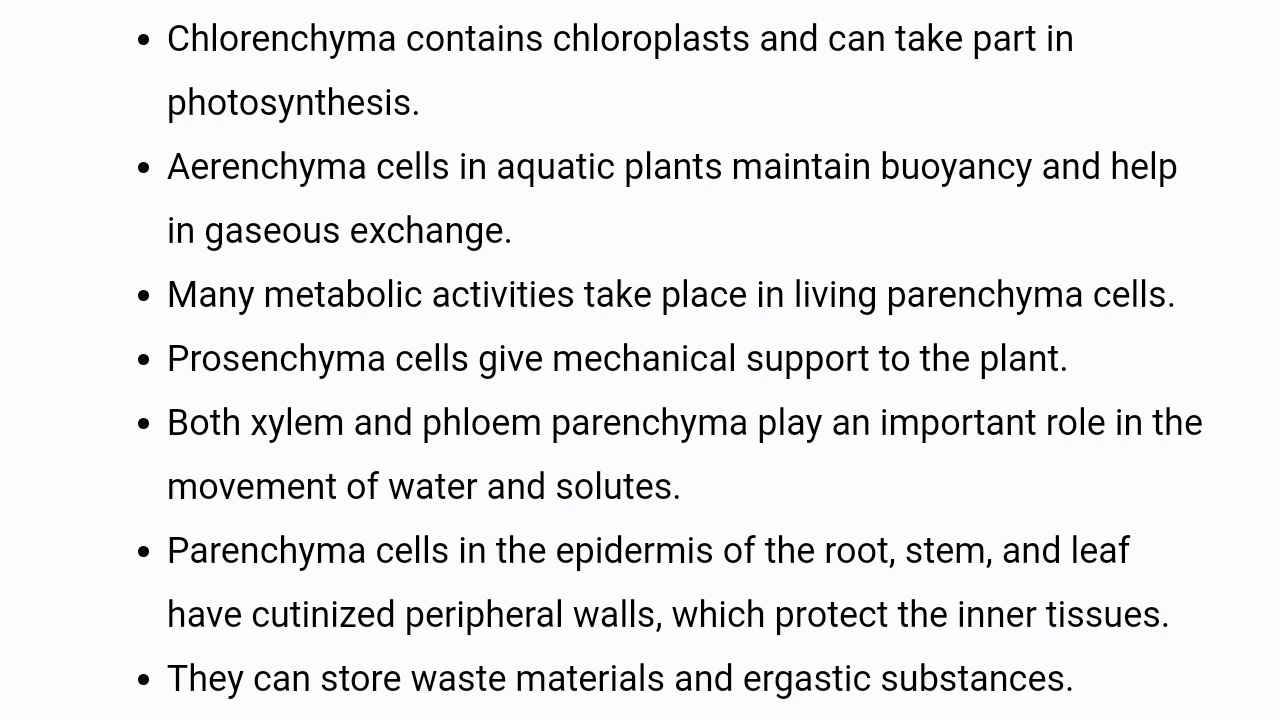 • Chlorenchyma contains chloroplasts and can take part in
photosynthesis.
• Aerenchyma cells in aquatic plants maintain buoyancy and help
in gaseous exchange.
• Many metabolic activities take place in living parenchyma cells.
• Prosenchyma cells give mechanical support to the plant.
• Both xylem and phloem parenchyma play an important role in the
movement of water and solutes.
• Parenchyma cells in the epidermis of the root, stem, and leaf
have cutinized peripheral walls, which protect the inner tissues.
• They can store waste materials and ergastic substances.